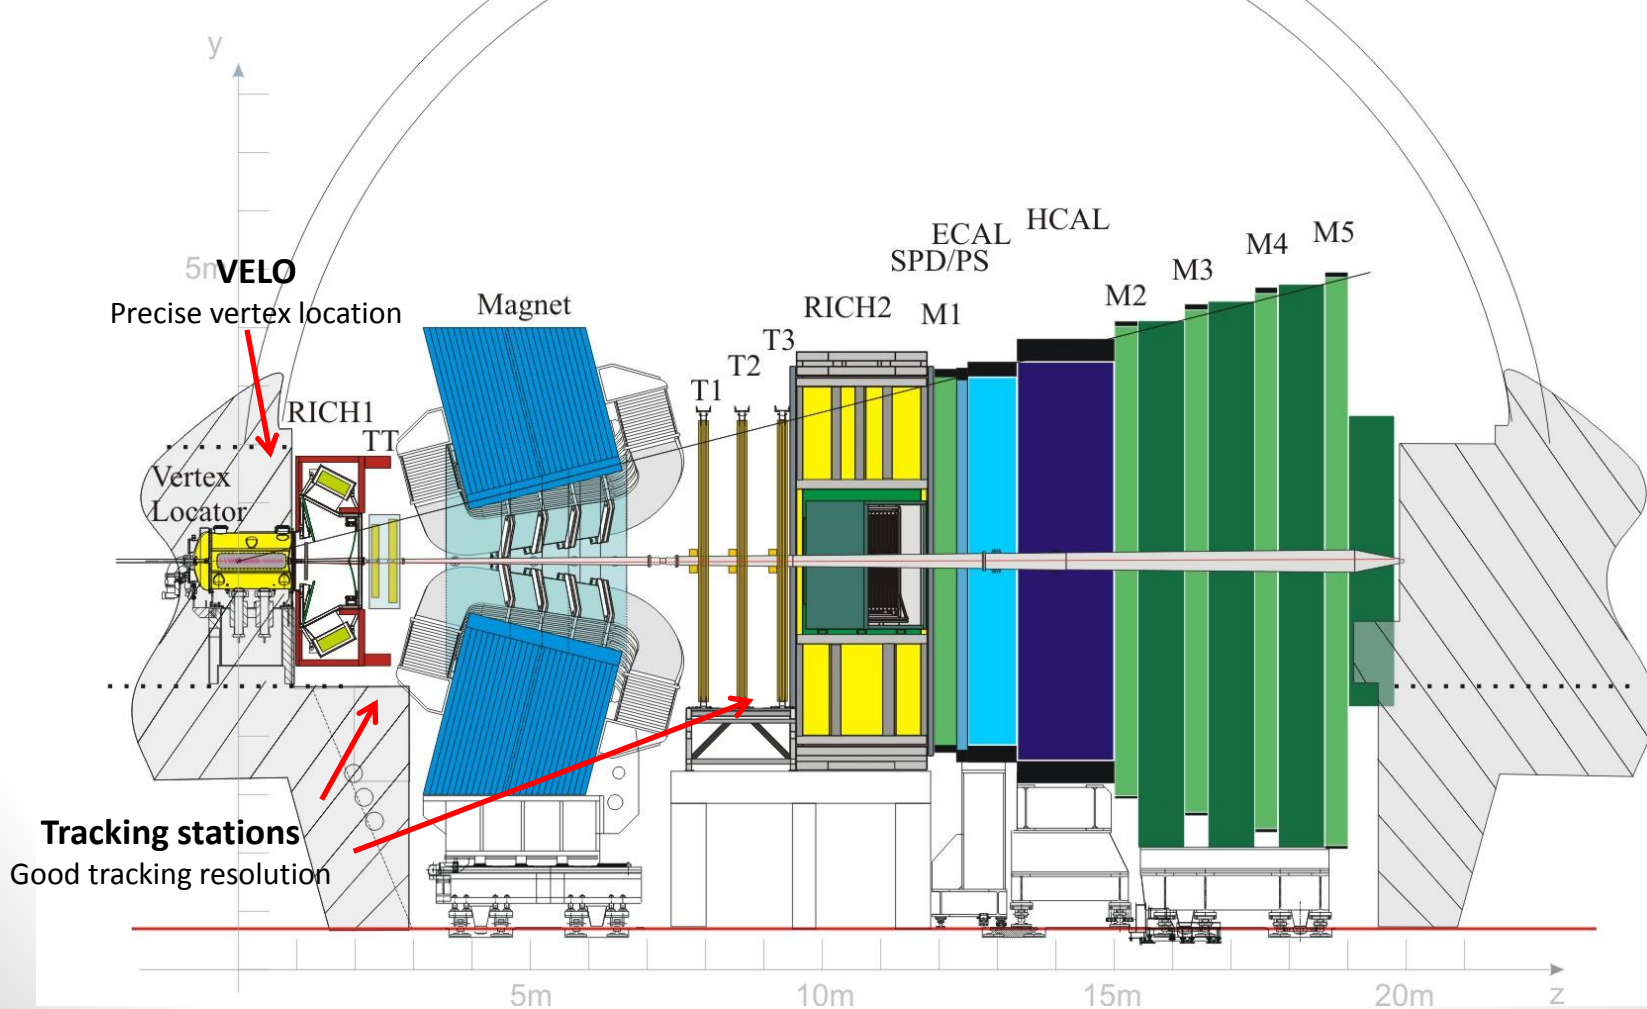 y
5m
VELO
Precise vertex location
Vertex
Locator
RICH1
TT
Magnet
T1
T2
T3
RICH2
M1
SPD/PS
ECAL
HCAL
M2
M3
M4
M5
Tracking stations
Good tracking resolution
5m
10m
15m
20m
z